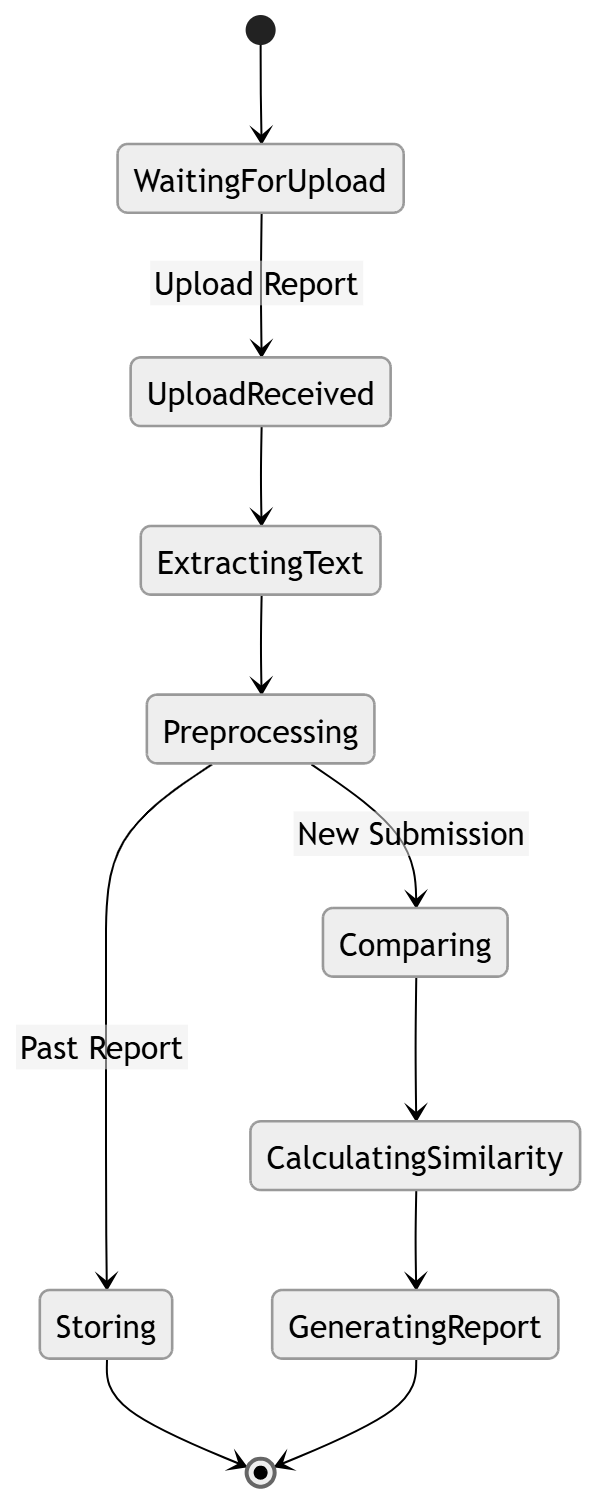 WaitingForUpload
Upload Report
UploadReceived
ExtractingText
Preprocessing
New Submission
Comparing
Past Report
CalculatingSimilarity
Storing
GeneratingReport